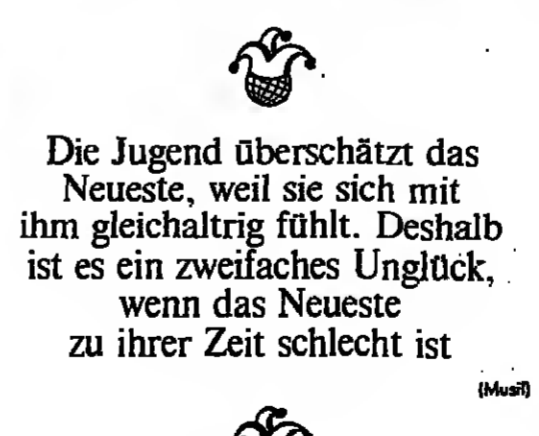 Die Jugend überschätzt das
Neueste, weil sie sich mit
ihm gleichaltrig fühlt. Deshalb
ist es ein zweifaches Unglück,
wenn das Neueste
zu ihrer Zeit schlecht ist
(Musil)